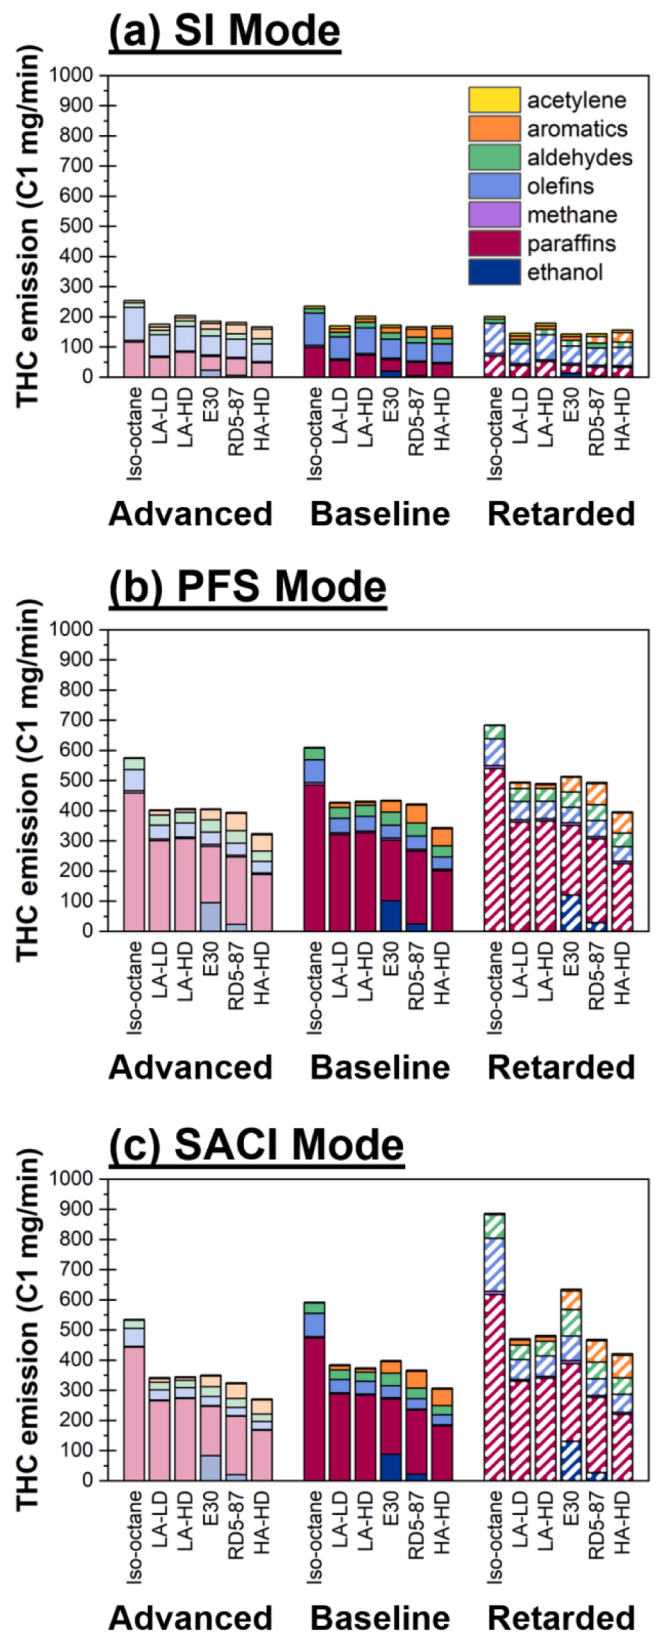 (a) SI Mode
THC emission (C1 mg/min)
1000
900
800
700
600
500
400
300
200
100
0
acetylene
aromatics
aldehydes
olefins
methane
paraffins
ethanol
Iso-octane
LA-LD
LA-HD
E30
RD5-87
HA-HD
Iso-octane
LA-LD
LA-HD
E30
RD5-87
HA-HD
Iso-octane
LA-LD
LA-HD
E30
RD5-87
HA-HD
Advanced Baseline Retarded
(b) PFS Mode
THC emission (C1 mg/min)
1000
900
800
700
600
500
400
300
200
100
0
Iso-octane
LA-LD
LA-HD
E30
RD5-87
HA-HD
Iso-octane
LA-LD
LA-HD
E30
RD5-87
HA-HD
Iso-octane
LA-LD
LA-HD
E30
RD5-87
HA-HD
Advanced Baseline Retarded
(c) SACI Mode
THC emission (C1 mg/min)
1000
900
800
700
600
500
400
300
200
100
0
Iso-octane
LA-LD
LA-HD
E30
RD5-87
HA-HD
Iso-octane
LA-LD
LA-HD
E30
RD5-87
HA-HD
Iso-octane
LA-LD
LA-HD
E30
RD5-87
HA-HD
Advanced Baseline Retarded